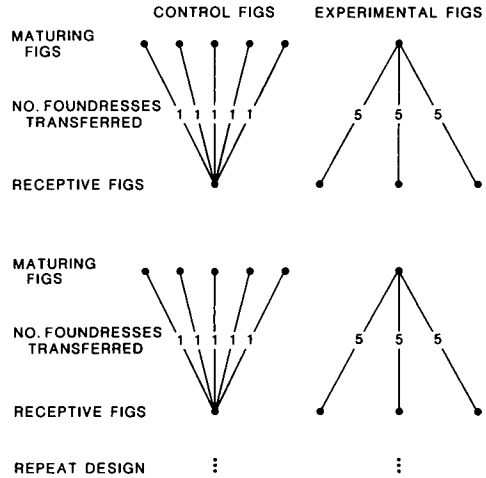 CONTROL FIGS EXPERIMENTAL FIGS
MATURING
FIGS
NO. FOUNDRESSES
TRANSFERRED
1 1 1 1 1 5 5 5
RECEPTIVE FIGS
MATURING
FIGS
NO. FOUNDRESSES
TRANSFERRED
1 1 1 1 1 5 5 5
RECEPTIVE FIGS
REPEAT DESIGN